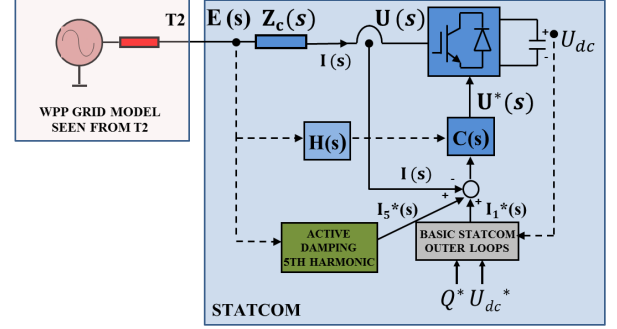 T2
E (s)
Z_c(s)
U (s)
I (s)
+
-
U_dc
WPP GRID MODEL
SEEN FROM T2
U*(s)
H(s)
C(s)
I (s)
-
+
+
I_5*(s)
I_1*(s)
ACTIVE
DAMPING
5TH HARMONIC
BASIC STATCOM
OUTER LOOPS
Q* U_dc*
STATCOM